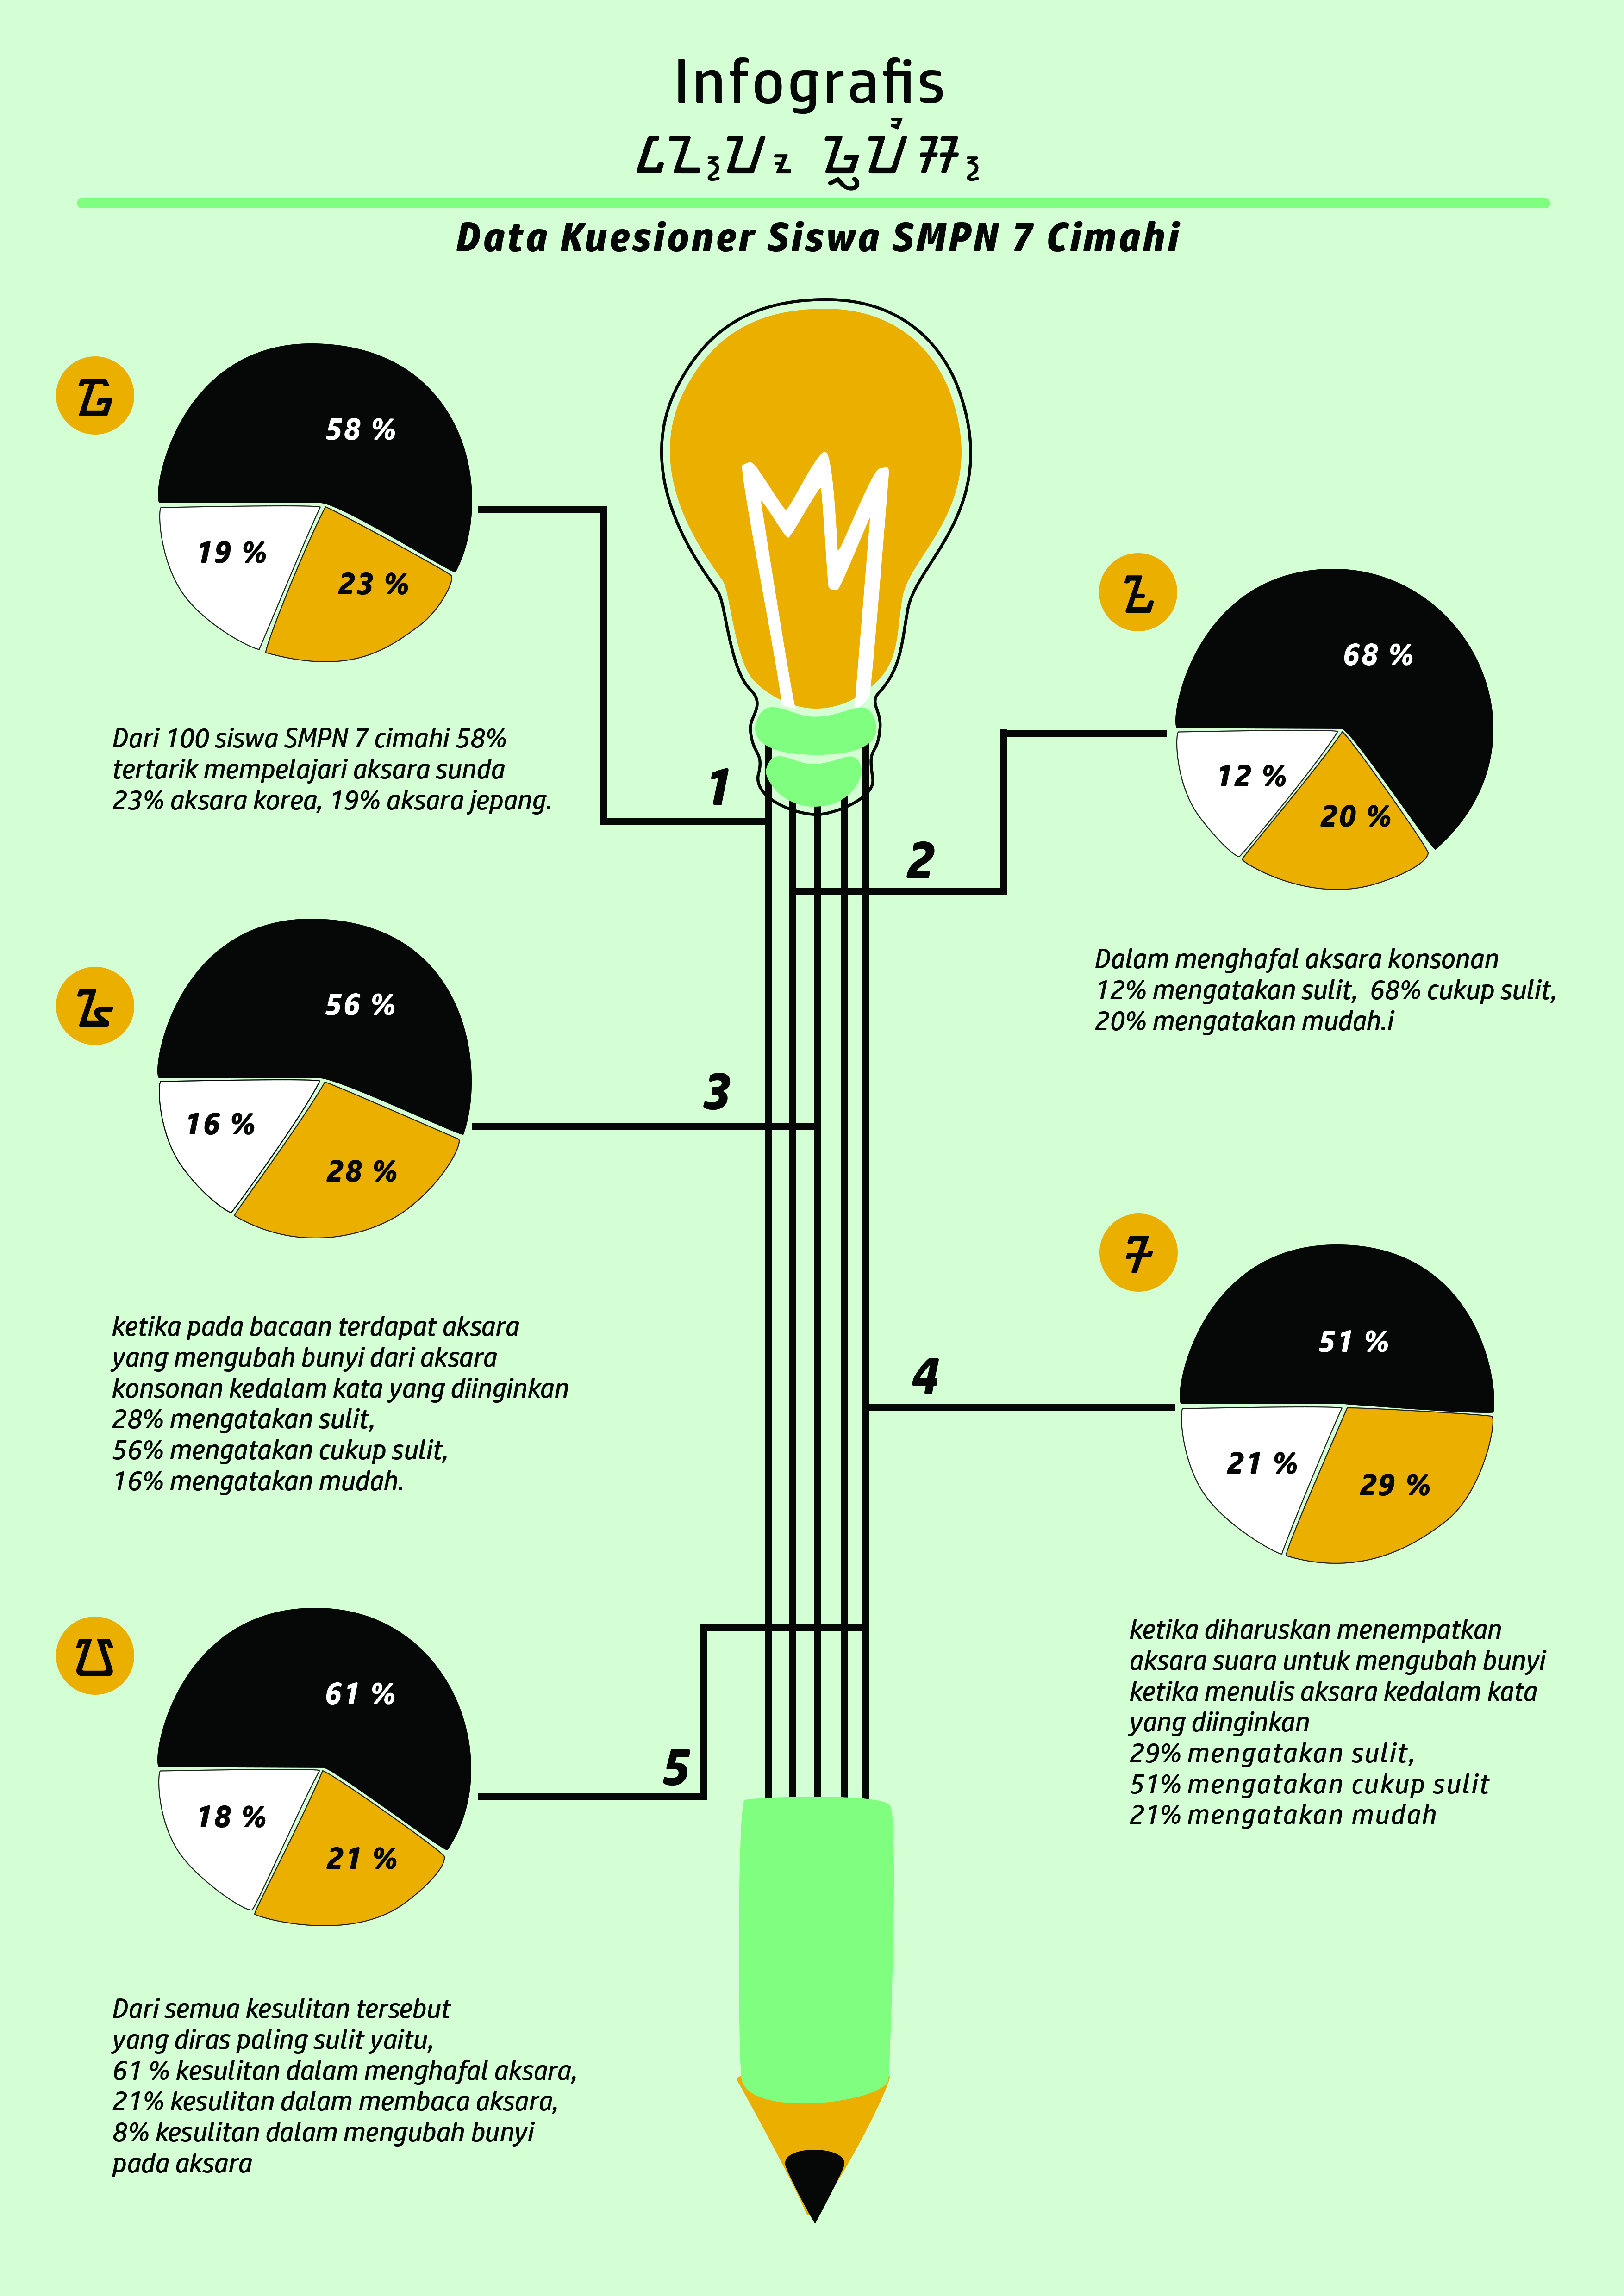 Infografis
Data Kuesioner Siswa SMPN 7 Cimahi
᮱
58 %
19 %
23 %
Dari 100 siswa SMPN 7 cimahi 58%
tertarik mempelajari aksara sunda
23% aksara korea, 19% aksara jepang.
1
᮲
68 %
12 %
20 %
2
Dalam menghafal aksara konsonan
12% mengatakan sulit,  68% cukup sulit,
20% mengatakan mudah.i
᮳
56 %
16 %
28 %
3
ketika pada bacaan terdapat aksara
yang mengubah bunyi dari aksara
konsonan kedalam kata yang diinginkan
28% mengatakan sulit,
56% mengatakan cukup sulit,
16% mengatakan mudah.
᮴
51 %
21 %
29 %
4
ketika diharuskan menempatkan
aksara suara untuk mengubah bunyi
ketika menulis aksara kedalam kata
yang diinginkan
29% mengatakan sulit,
51% mengatakan cukup sulit
21% mengatakan mudah
᮵
61 %
18 %
21 %
5
Dari semua kesulitan tersebut
yang diras paling sulit yaitu,
61 % kesulitan dalam menghafal aksara,
21% kesulitan dalam membaca aksara,
8% kesulitan dalam mengubah bunyi
pada aksara